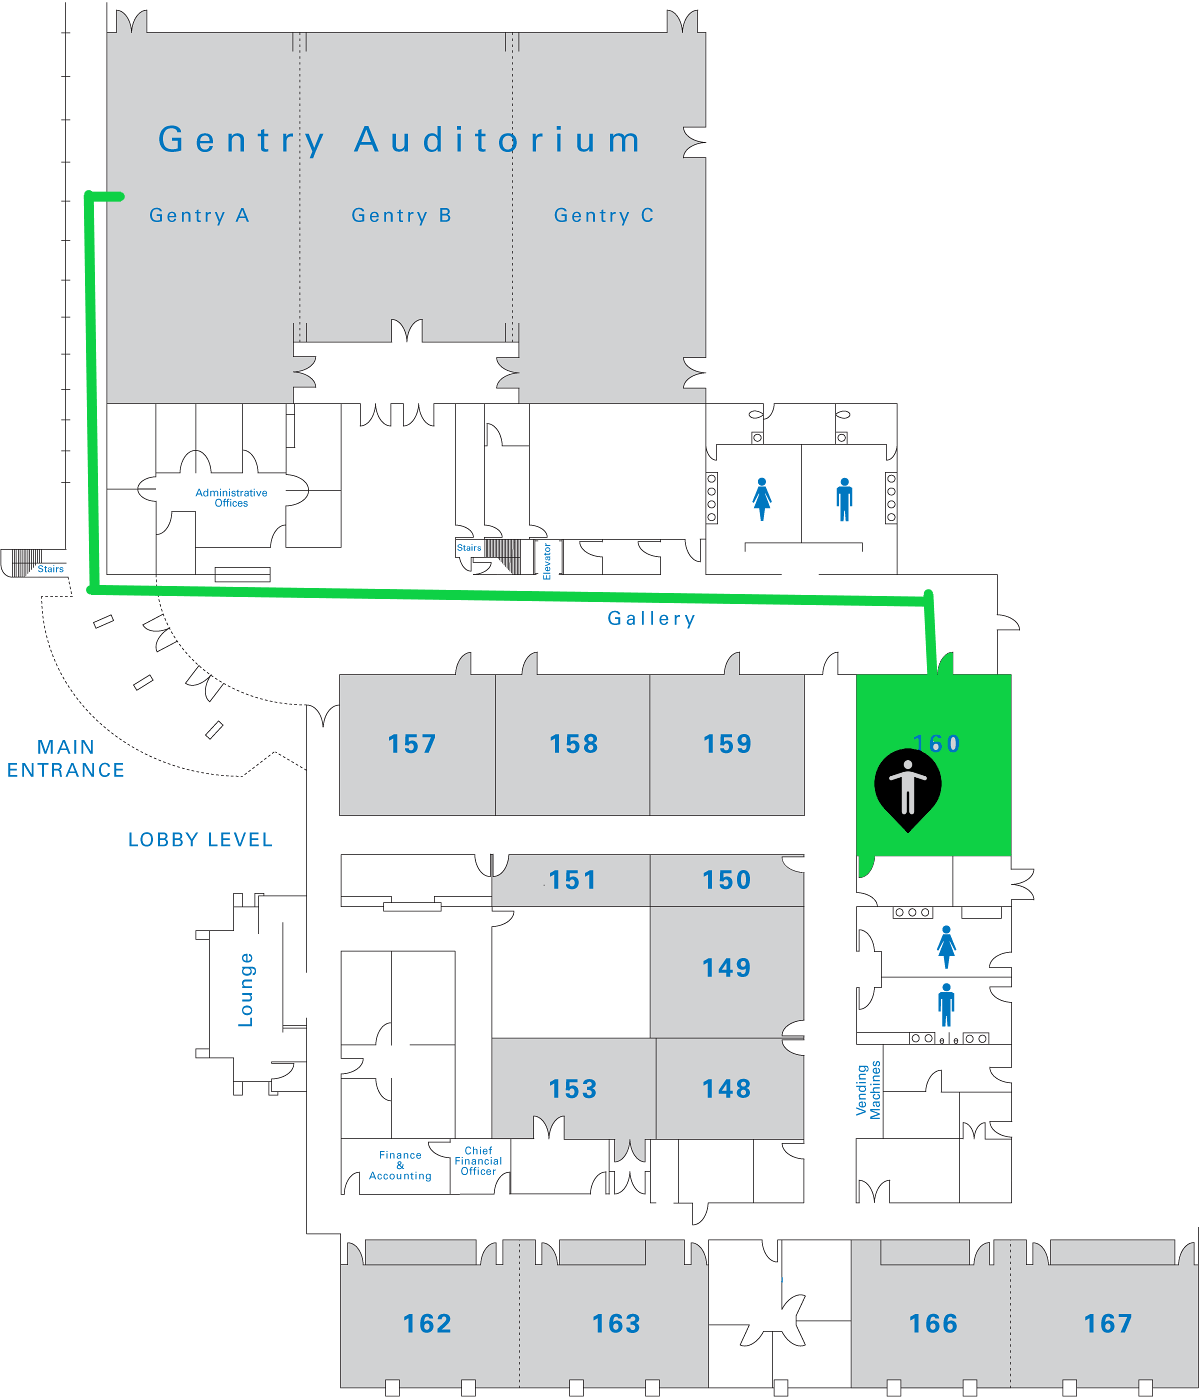 Gentry Auditorium
Gentry A
Gentry B
Gentry C
Administrative
Offices
Stairs
Elevator
Stairs
Gallery
MAIN
ENTRANCE
157
158
159
160
LOBBY LEVEL
151
150
149
Lounge
153
148
Vending
Machines
Finance
&
Accounting
Chief
Financial
Officer
162
163
166
167